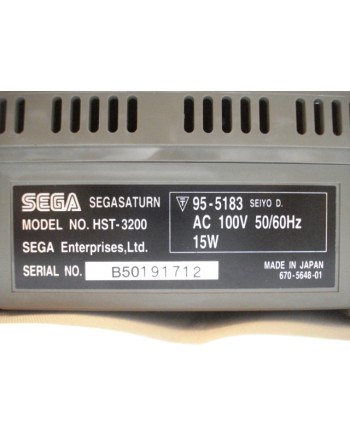 SEGA SEGASATURN
MODEL NO. HST-3200
SEGA Enterprises,Ltd.
SERIAL NO. B50191712
95-5183 SEIYO D.
AC 100V 50/60Hz
15W
MADE IN JAPAN
670-5648-01